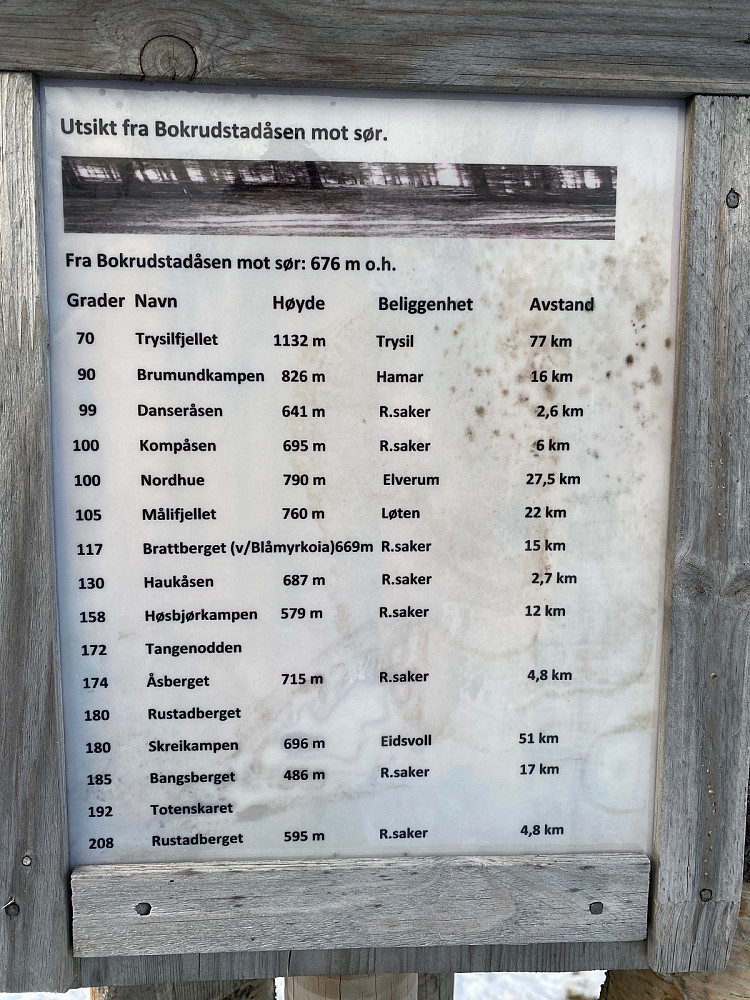 Utsikt fra Bokrudstadåsen mot sør.
Fra Bokrudstadåsen mot sør: 676 m o.h.
Grader Navn Høyde Beliggenhet Avstand
70 Trysilfjellet 1132 m Trysil 77 km
90 Brumundkampen 826 m Hamar 16 km
99 Danseråsen 641 m R.saker 2,6 km
100 Kompåsen 695 m R.saker 6 km
100 Nordhue 790 m Elverum 27,5 km
105 Målifjellet 760 m Løten 22 km
117 Brattberget (v/Blåmyrkoia)669m R.saker 15 km
130 Haukåsen 687 m R.saker 2,7 km
158 Høsbjørkampen 579 m R.saker 12 km
172 Tangenodden
174 Åsberget 715 m R.saker 4,8 km
180 Rustadberget
180 Skreikampen 696 m Eidsvoll 51 km
185 Bangsberget 486 m R.saker 17 km
192 Totenskaret
208 Rustadberget 595 m R.saker 4,8 km